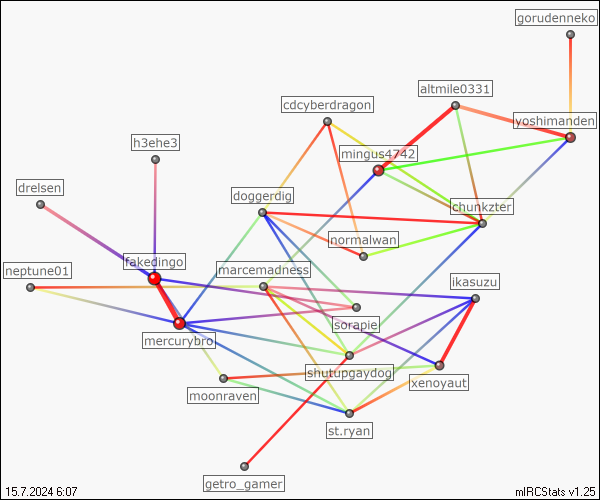 gorudenneko
altmile0331
cdcyberdragon
yoshimanden
h3ehe3
mingus4742
drelsen
doggerdig
chunkzter
normalwan
fakedingo
neptune01
marcemadness
ikasuzu
sorapie
mercurybro
shutupgaydog
xenoyaut
moonraven
st.ryan
getro_gamer
15.7.2024 6:07
mIRCStats v1.25